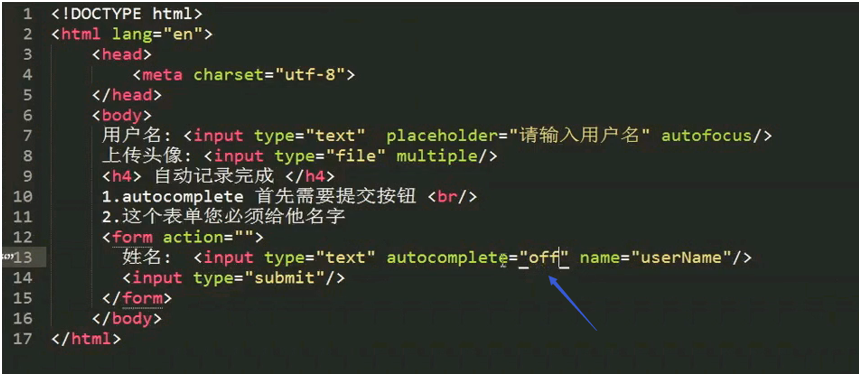 1 <!DOCTYPE html>
2 <html lang="en">
3 <head>
4 <meta charset="utf-8">
5 </head>
6 <body>
7 用户名: <input type="text"  placeholder="请输入用户名" autofocus/>
8 上传头像: <input type="file" multiple/>
9 <h4> 自动记录完成 </h4>
10 1.autocomplete 首先需要提交按钮 <br/>
11 2.这个表单您必须给他名字
12 <form action="">
13 姓名:  <input type="text" autocomplete="off" name="userName"/>
14 <input type="submit"/>
15 </form>
16 </body>
17 </html>